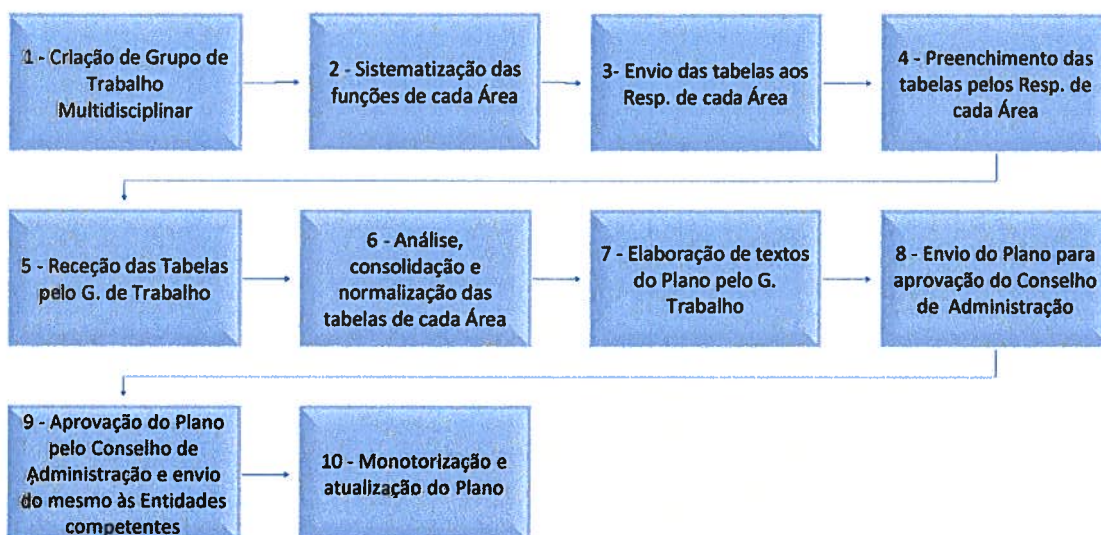 1 - Criação de Grupo de
Trabalho
Multidisciplinar
2 - Sistematização das
funções de cada Área
3- Envio das tabelas aos
Resp. de cada Área
4 - Preenchimento das
tabelas pelos Resp. de
cada Área
5 - Receção das Tabelas
pelo G. de Trabalho
6 - Análise,
consolidação e
normalização das
tabelas de cada Área
7 - Elaboração de textos
do Plano pelo G.
Trabalho
8 - Envio do Plano para
aprovação do Conselho
de Administração
9 - Aprovação do Plano
pelo Conselho de
Administração e envio
do mesmo às Entidades
competentes
10 - Monotorização e
atualização do Plano